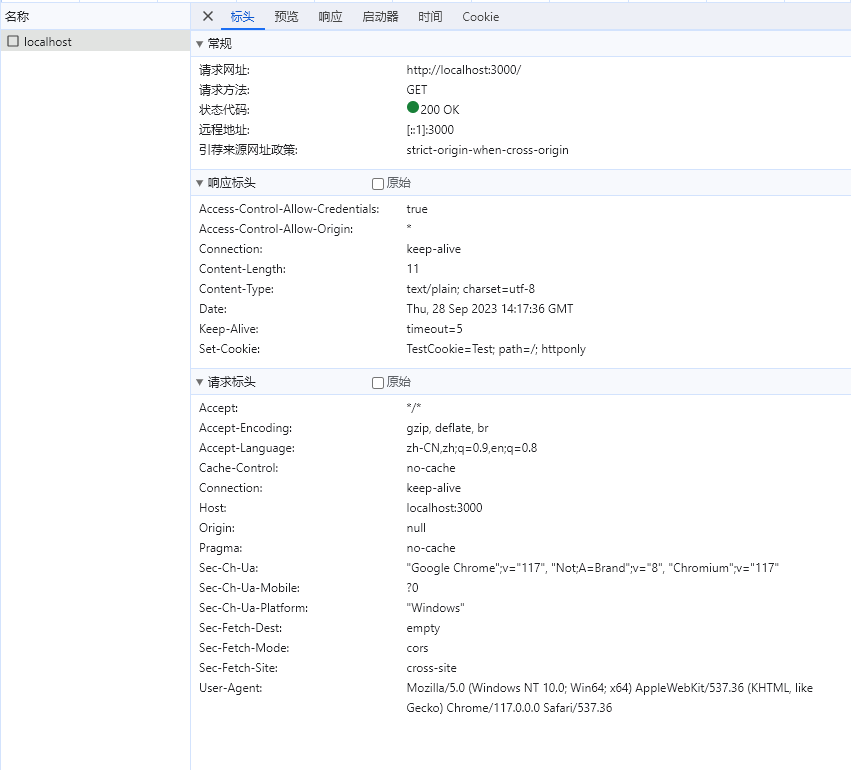 名称
localhost
标头 预览 响应 启动器 时间 Cookie
常规
请求网址: http://localhost:3000/
请求方法: GET
状态代码: 200 OK
远程地址: [::1]:3000
引荐来源网址政策: strict-origin-when-cross-origin
响应标头 原始
Access-Control-Allow-Credentials: true
Access-Control-Allow-Origin: *
Connection: keep-alive
Content-Length: 11
Content-Type: text/plain; charset=utf-8
Date: Thu, 28 Sep 2023 14:17:36 GMT
Keep-Alive: timeout=5
Set-Cookie: TestCookie=Test; path=/; httponly
请求标头 原始
Accept: */*
Accept-Encoding: gzip, deflate, br
Accept-Language: zh-CN,zh;q=0.9,en;q=0.8
Cache-Control: no-cache
Connection: keep-alive
Host: localhost:3000
Origin: null
Pragma: no-cache
Sec-Ch-Ua: "Google Chrome";v="117", "Not;A=Brand";v="8", "Chromium";v="117"
Sec-Ch-Ua-Mobile: ?0
Sec-Ch-Ua-Platform: "Windows"
Sec-Fetch-Dest: empty
Sec-Fetch-Mode: cors
Sec-Fetch-Site: cross-site
User-Agent: Mozilla/5.0 (Windows NT 10.0; Win64; x64) AppleWebKit/537.36 (KHTML, like
Gecko) Chrome/117.0.0.0 Safari/537.36